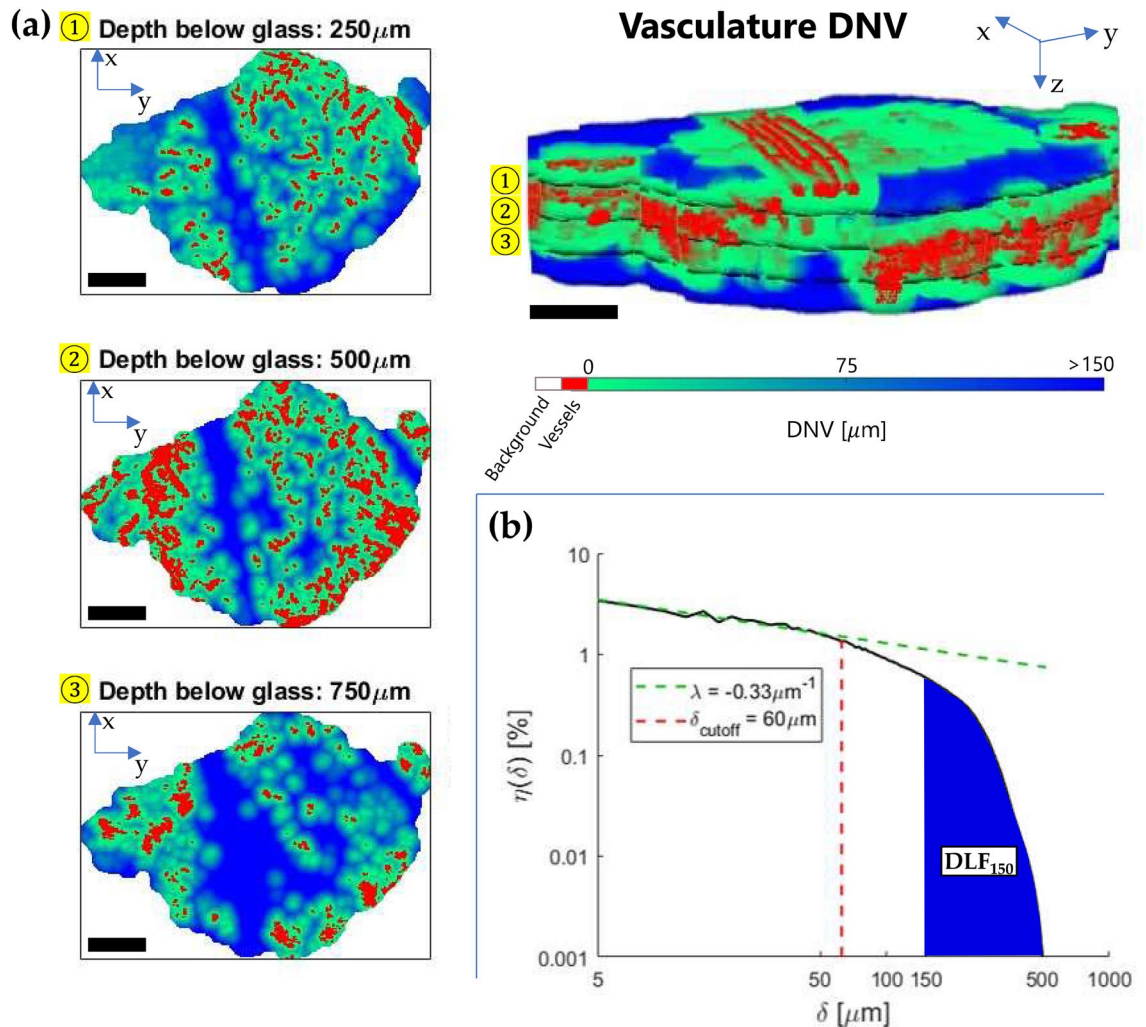 (a) ① Depth below glass: 250μm
x
y
② Depth below glass: 500μm
x
y
③ Depth below glass: 750μm
x
y
Vasculature DNV
x
y
z
①
②
③
0 75 >150
Background
Vessels
DNV [μm]
(b)
10
1
0.1
0.01
0.001
η(δ) [%]
λ = -0.33μm⁻¹
δcutoff = 60μm
DLF₁₅₀
5 50 100 150 500 1000
δ [μm]